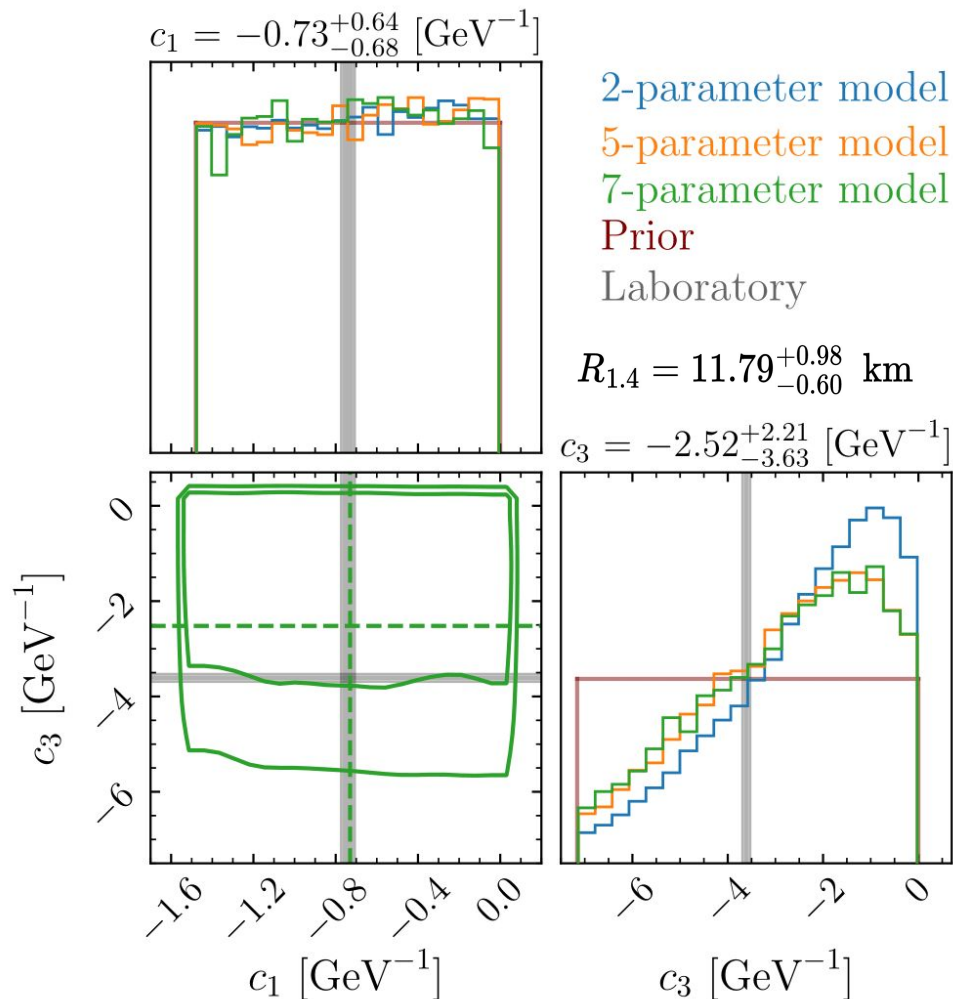 c₁ = −0.73⁺⁰·⁶⁴₋₀.₆₈ [GeV⁻¹]
2-parameter model
5-parameter model
7-parameter model
Prior
Laboratory
R₁.₄ = 11.79⁺⁰·⁹⁸₋₀.₆₀ km
c₃ = −2.52⁺²·²¹₋₃.₆₃ [GeV⁻¹]
0
−2
−4
−6
c₃ [GeV⁻¹]
−1.6 −1.2 −0.8 −0.4 0.0
−6 −4 −2 0
c₁ [GeV⁻¹]
c₃ [GeV⁻¹]